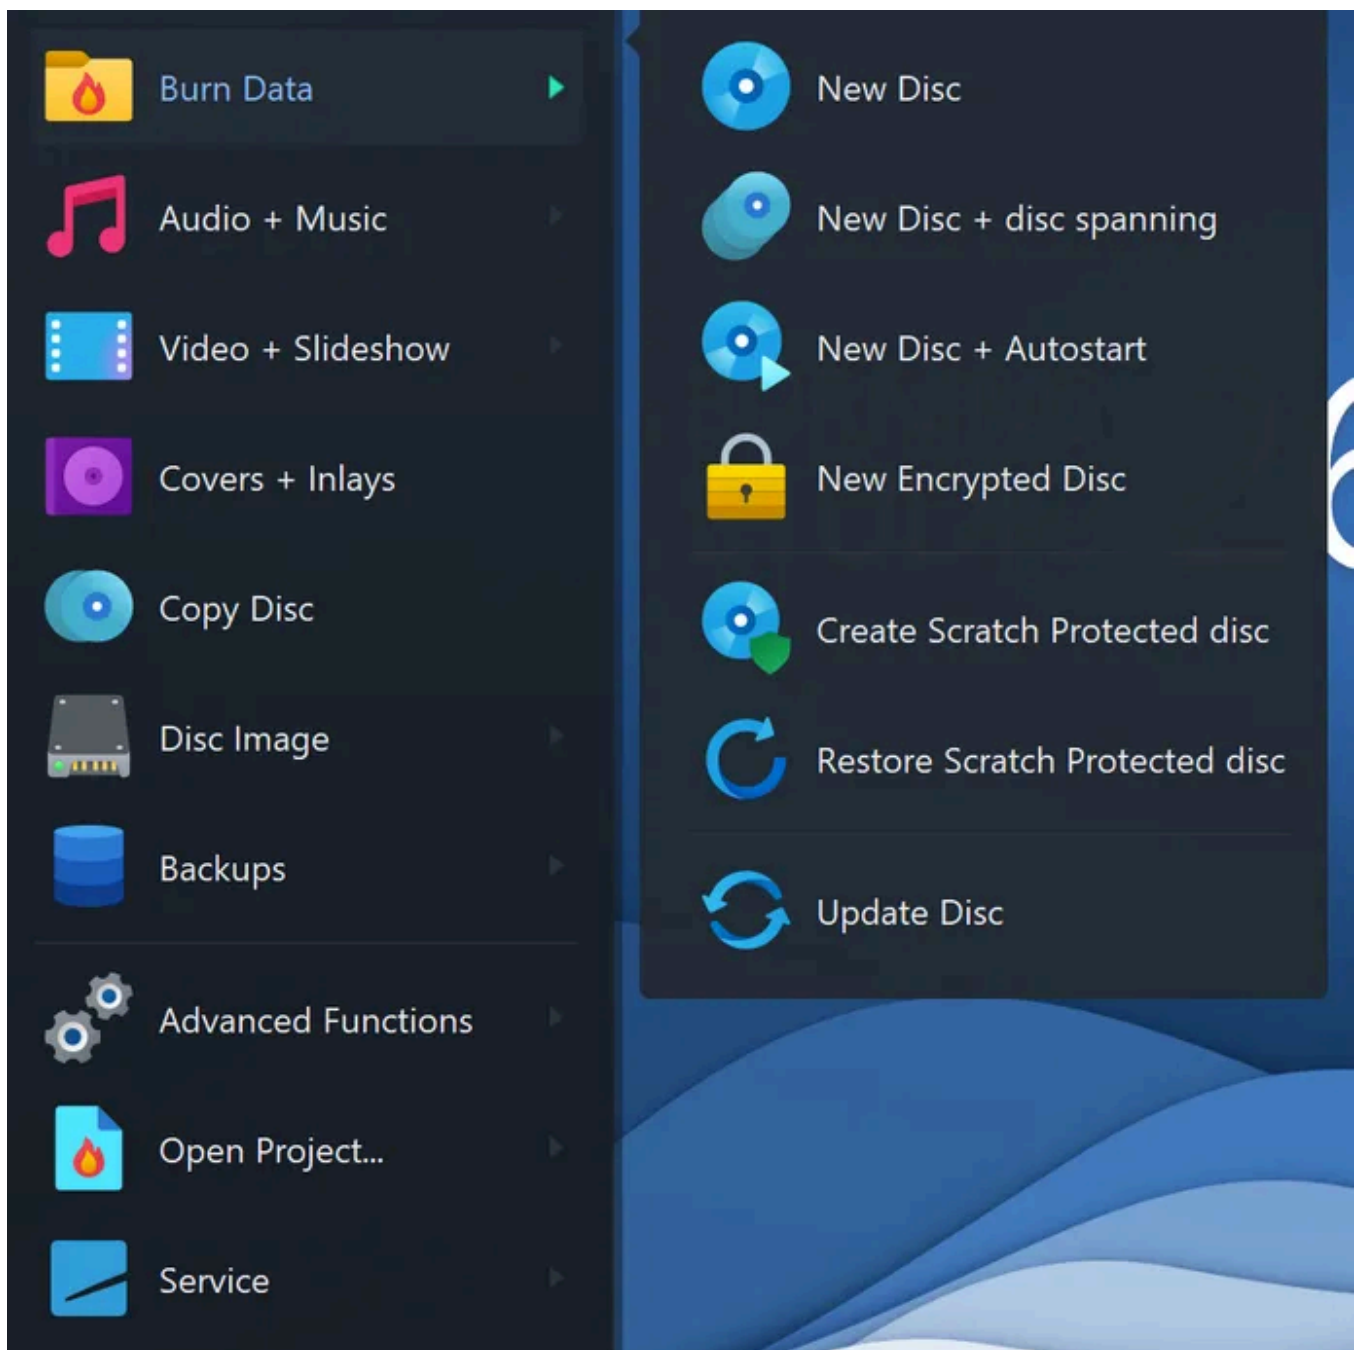 Burn Data
Audio + Music
Video + Slideshow
Covers + Inlays
Copy Disc
Disc Image
Backups
Advanced Functions
Open Project...
Service
New Disc
New Disc + disc spanning
New Disc + Autostart
New Encrypted Disc
Create Scratch Protected disc
Restore Scratch Protected disc
Update Disc